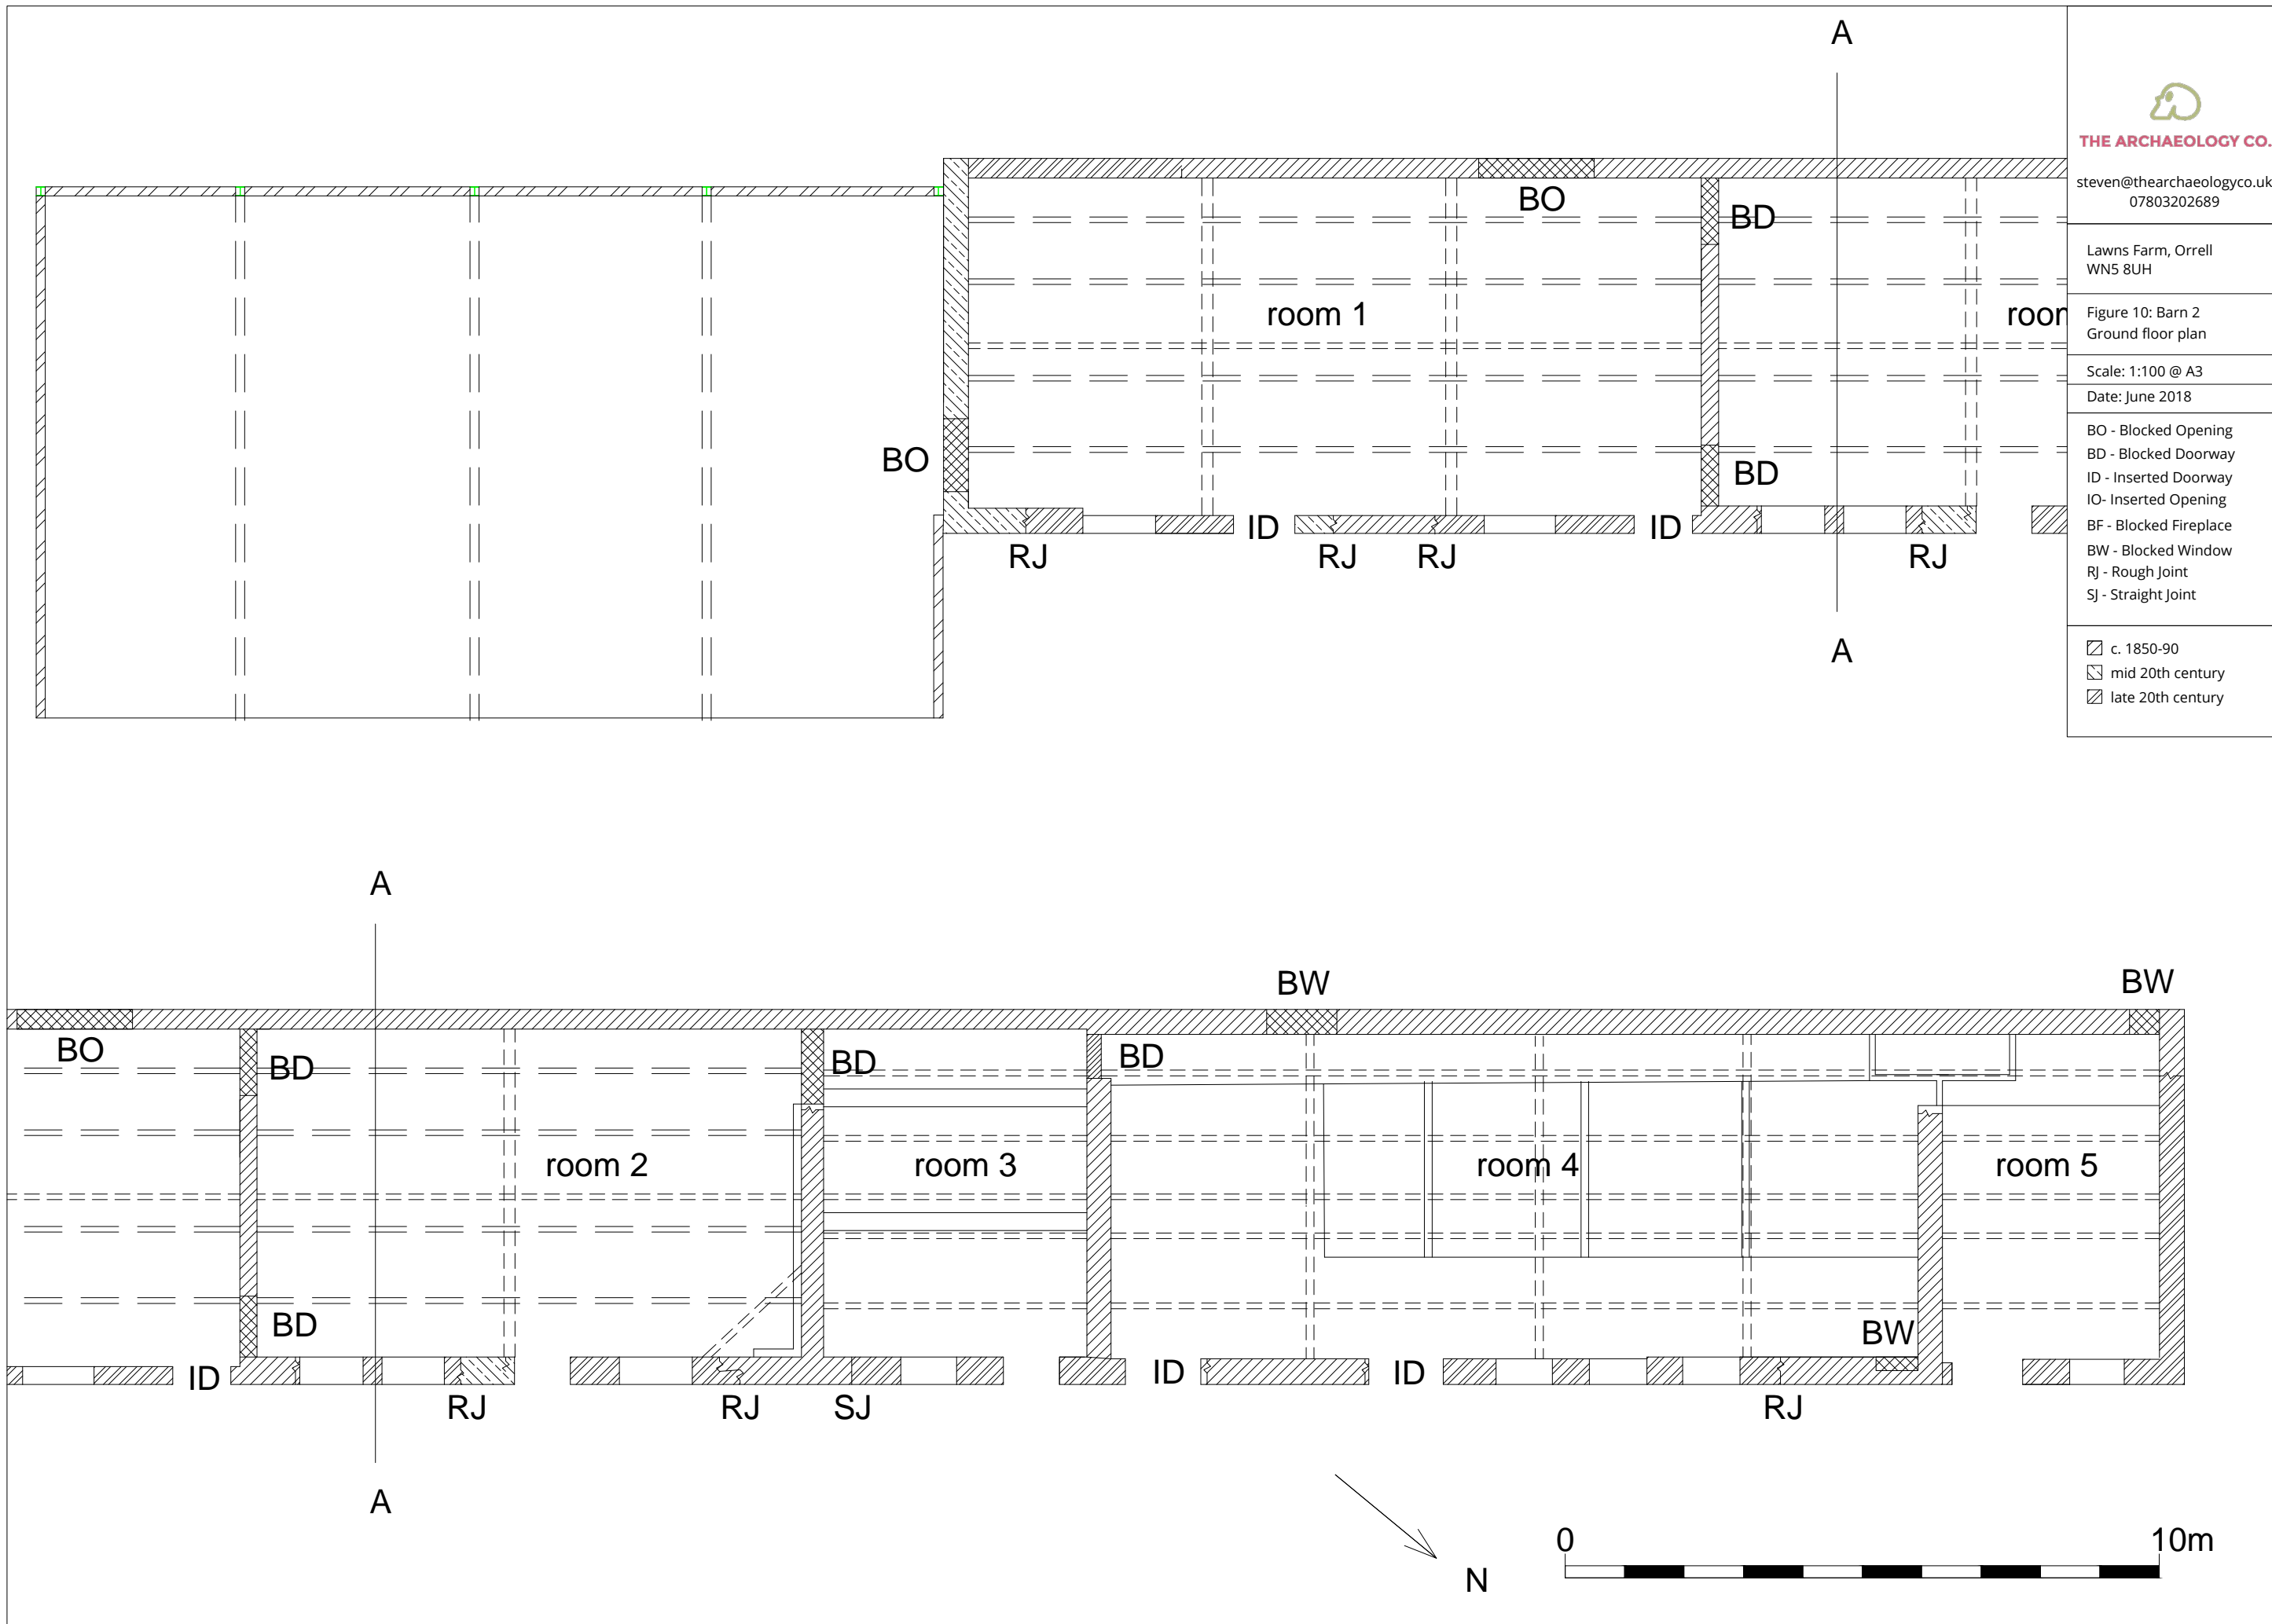 A
THE ARCHAEOLOGY CO.
steven@thearchaeologyco.uk
07803202689
Lawns Farm, Orrell
WN5 8UH
Figure 10: Barn 2
Ground floor plan
Scale: 1:100 @ A3
Date: June 2018
BO - Blocked Opening
BD - Blocked Doorway
ID - Inserted Doorway
IO- Inserted Opening
BF - Blocked Fireplace
BW - Blocked Window
RJ - Rough Joint
SJ - Straight Joint
c. 1850-90
mid 20th century
late 20th century
BO
BD
room 1
room
BO
BD
ID
ID
RJ
RJ
RJ
RJ
A
A
BW
BW
BO
BD
BD
BD
room 2
room 3
room 4
room 5
BD
BW
ID
ID
ID
RJ
RJ
SJ
RJ
A
N
0
10m